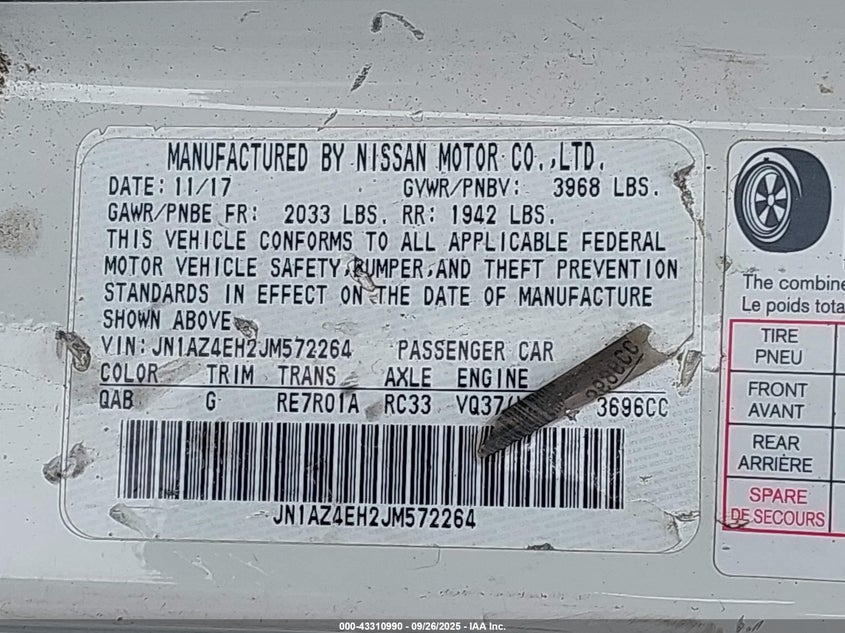 MANUFACTURED BY NISSAN MOTOR CO.,LTD.
DATE: 11/17 GVWR/PNBV: 3968 LBS.
GAWR/PNBE FR: 2033 LBS. RR: 1942 LBS.
THIS VEHICLE CONFORMS TO ALL APPLICABLE FEDERAL
MOTOR VEHICLE SAFETY,BUMPER,AND THEFT PREVENTION
STANDARDS IN EFFECT ON THE DATE OF MANUFACTURE
SHOWN ABOVE
VIN: JN1AZ4EH2JM572264 PASSENGER CAR
COLOR TRIM TRANS AXLE ENGINE
QAB G RE7R01A RC33 3696CC
JN1AZ4EH2JM572264
The combine
Le poids tota
TIRE
PNEU
FRONT
AVANT
REAR
ARRIÈRE
SPARE
DE SECOURS
000-43310990 - 09/26/2025 - IAA Inc.